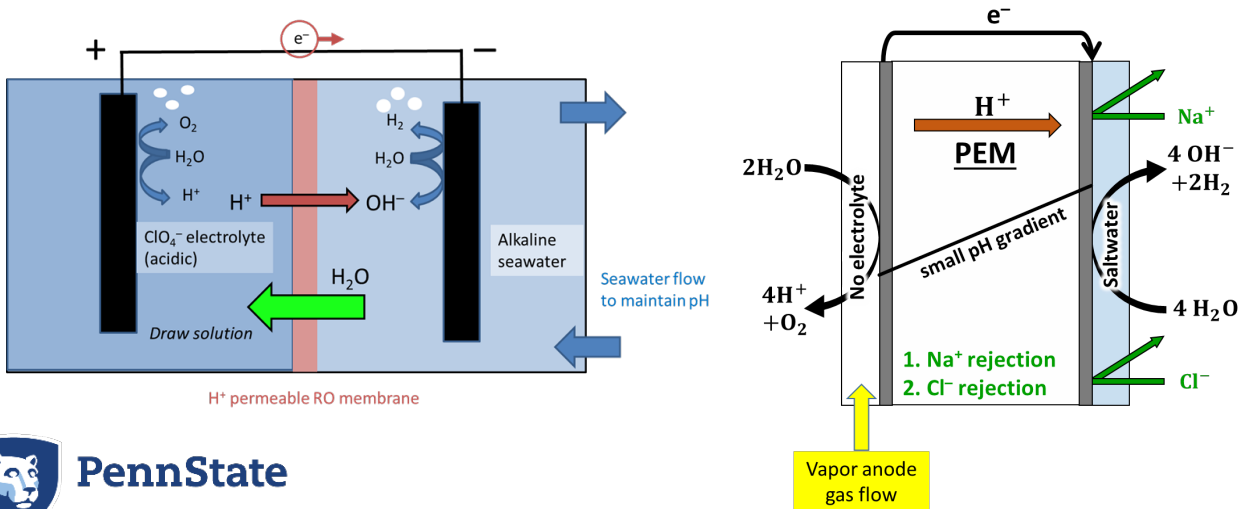 +
e⁻
−
O₂
H₂O
H⁺
H₂
H₂O
OH⁻
H⁺
ClO₄⁻ electrolyte
(acidic)
H₂O
Draw solution
Alkaline
seawater
Seawater flow
to maintain pH
H⁺ permeable RO membrane
PennState
e⁻
H⁺
PEM
Na⁺
2H₂O
4 OH⁻
+2H₂
No electrolyte
small pH gradient
Saltwater
4H⁺
+O₂
4 H₂O
1. Na⁺ rejection
2. Cl⁻ rejection
Cl⁻
Vapor anode
gas flow